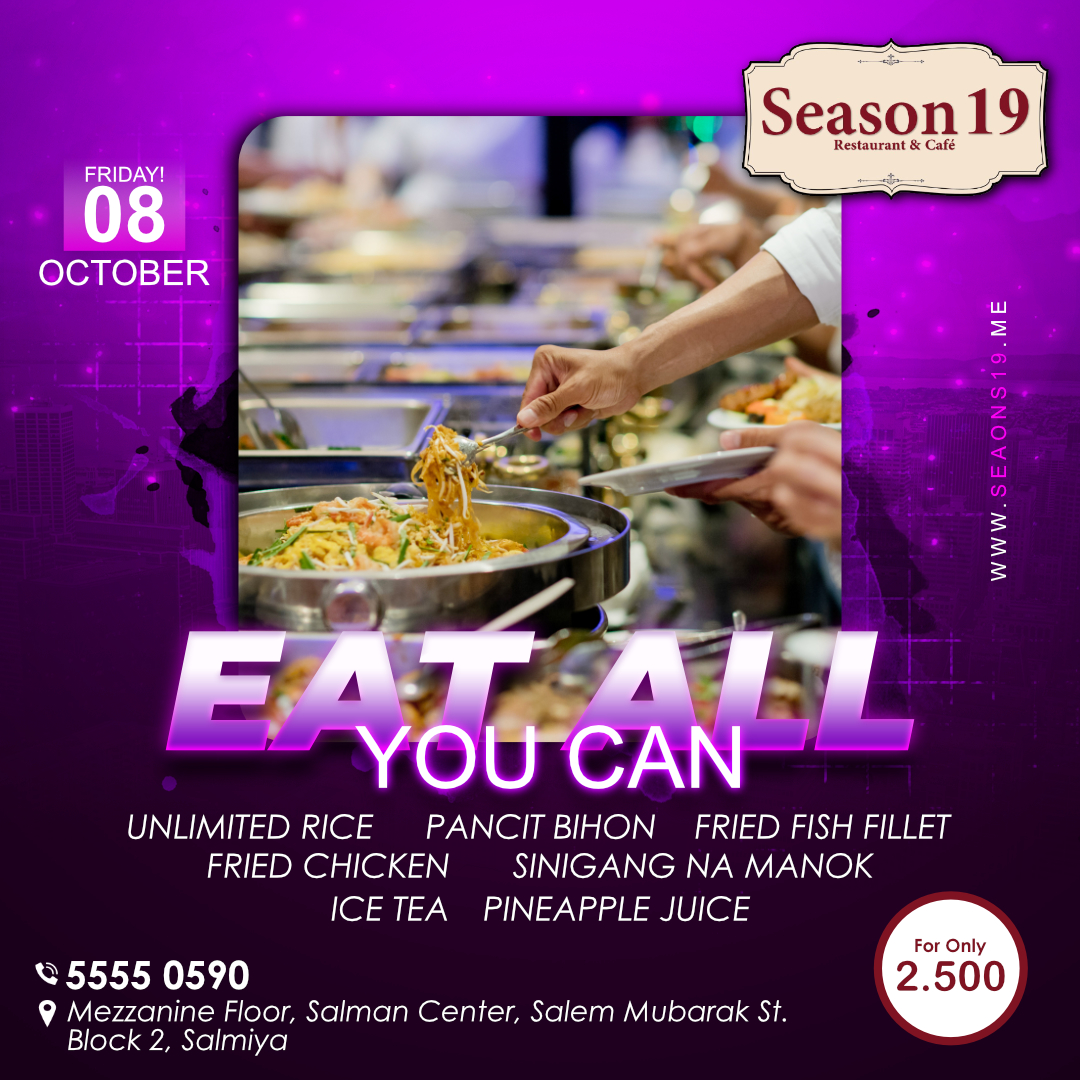 Season 19
Restaurant & Café
FRIDAY!
08
OCTOBER
WWW.SEAONS19.ME
EAT ALL
YOU CAN
UNLIMITED RICE PANCIT BIHON FRIED FISH FILLET
FRIED CHICKEN SINIGANG NA MANOK
ICE TEA PINEAPPLE JUICE
For Only
2.500
5555 0590
Mezzanine Floor, Salman Center, Salem Mubarak St.
Block 2, Salmiya